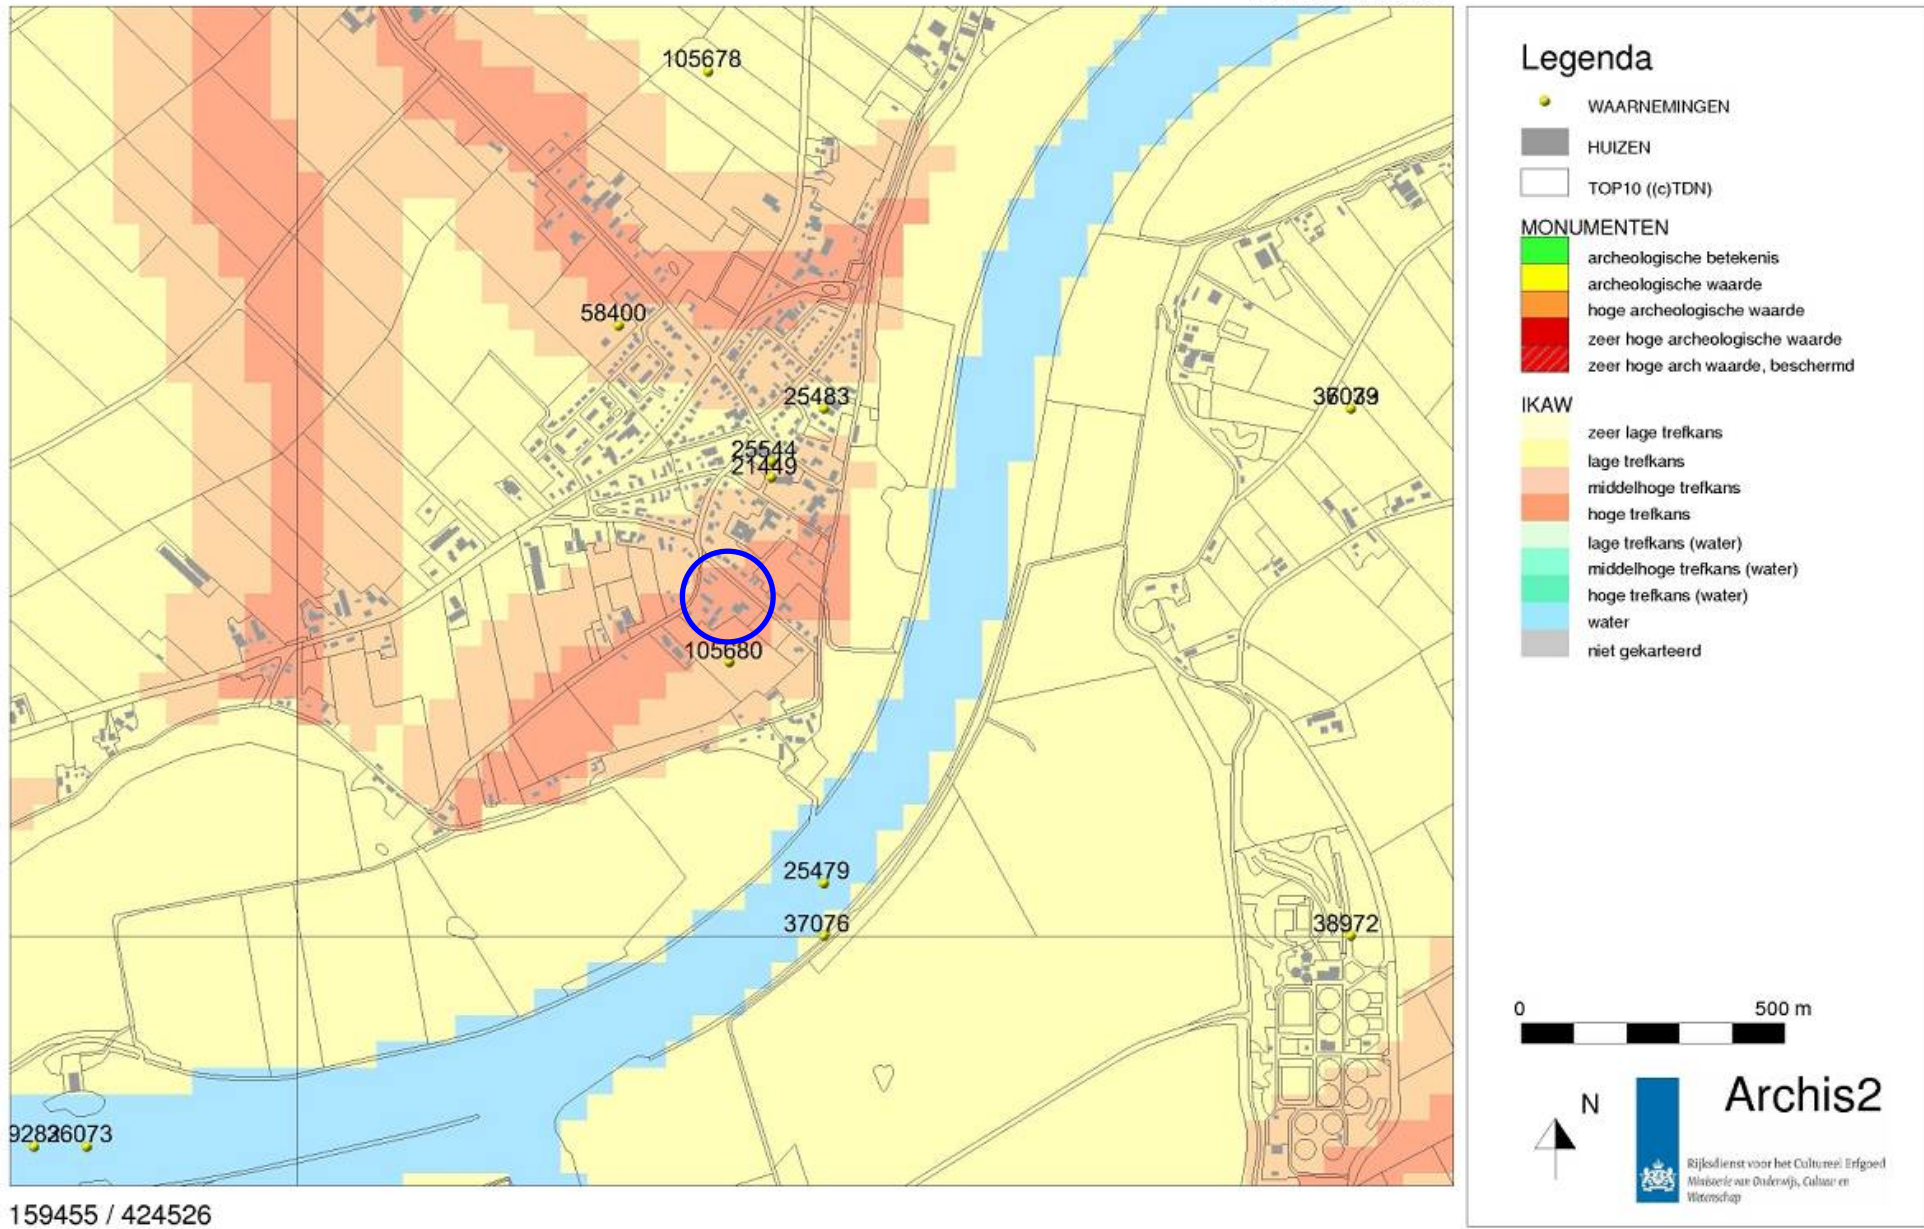 105678
58400
25483
25544
21449
105680
25479
37076
38972
26073
159455 / 424526
Legenda
WAARNEMINGEN
HUIZEN
TOP10 ((c)TDN)
MONUMENTEN
archeologische betekenis
archeologische waarde
hoge archeologische waarde
zeer hoge archeologische waarde
zeer hoge arch waarde, beschermd
IKAW
zeer lage trefkans
lage trefkans
middelhoge trefkans
hoge trefkans
lage trefkans (water)
middelhoge trefkans (water)
hoge trefkans (water)
water
niet gekarteerd
0 500 m
N
Archis2
Rijksdienst voor het Cultureel Erfgoed
Ministerie van Onderwijs, Cultuur en
Wetenschap